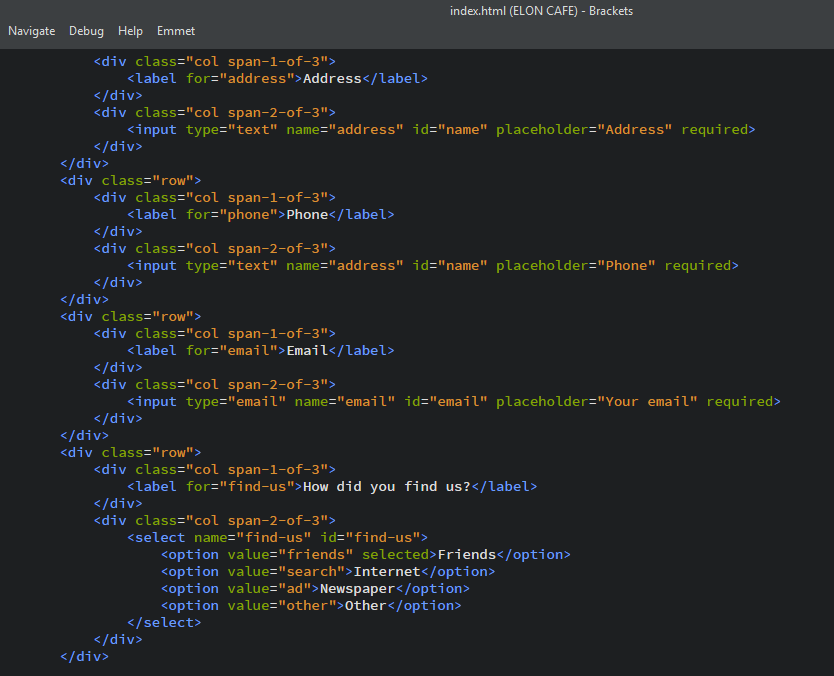 index.html (ELON CAFE) - Brackets
Navigate Debug Help Emmet
<div class="col span-1-of-3">
<label for="address">Address</label>
</div>
<div class="col span-2-of-3">
<input type="text" name="address" id="name" placeholder="Address" required>
</div>
</div>
<div class="row">
<div class="col span-1-of-3">
<label for="phone">Phone</label>
</div>
<div class="col span-2-of-3">
<input type="text" name="address" id="name" placeholder="Phone" required>
</div>
</div>
<div class="row">
<div class="col span-1-of-3">
<label for="email">Email</label>
</div>
<div class="col span-2-of-3">
<input type="email" name="email" id="email" placeholder="Your email" required>
</div>
</div>
<div class="row">
<div class="col span-1-of-3">
<label for="find-us">How did you find us?</label>
</div>
<div class="col span-2-of-3">
<select name="find-us" id="find-us">
<option value="friends" selected>Friends</option>
<option value="search">Internet</option>
<option value="ad">Newspaper</option>
<option value="other">Other</option>
</select>
</div>
</div>